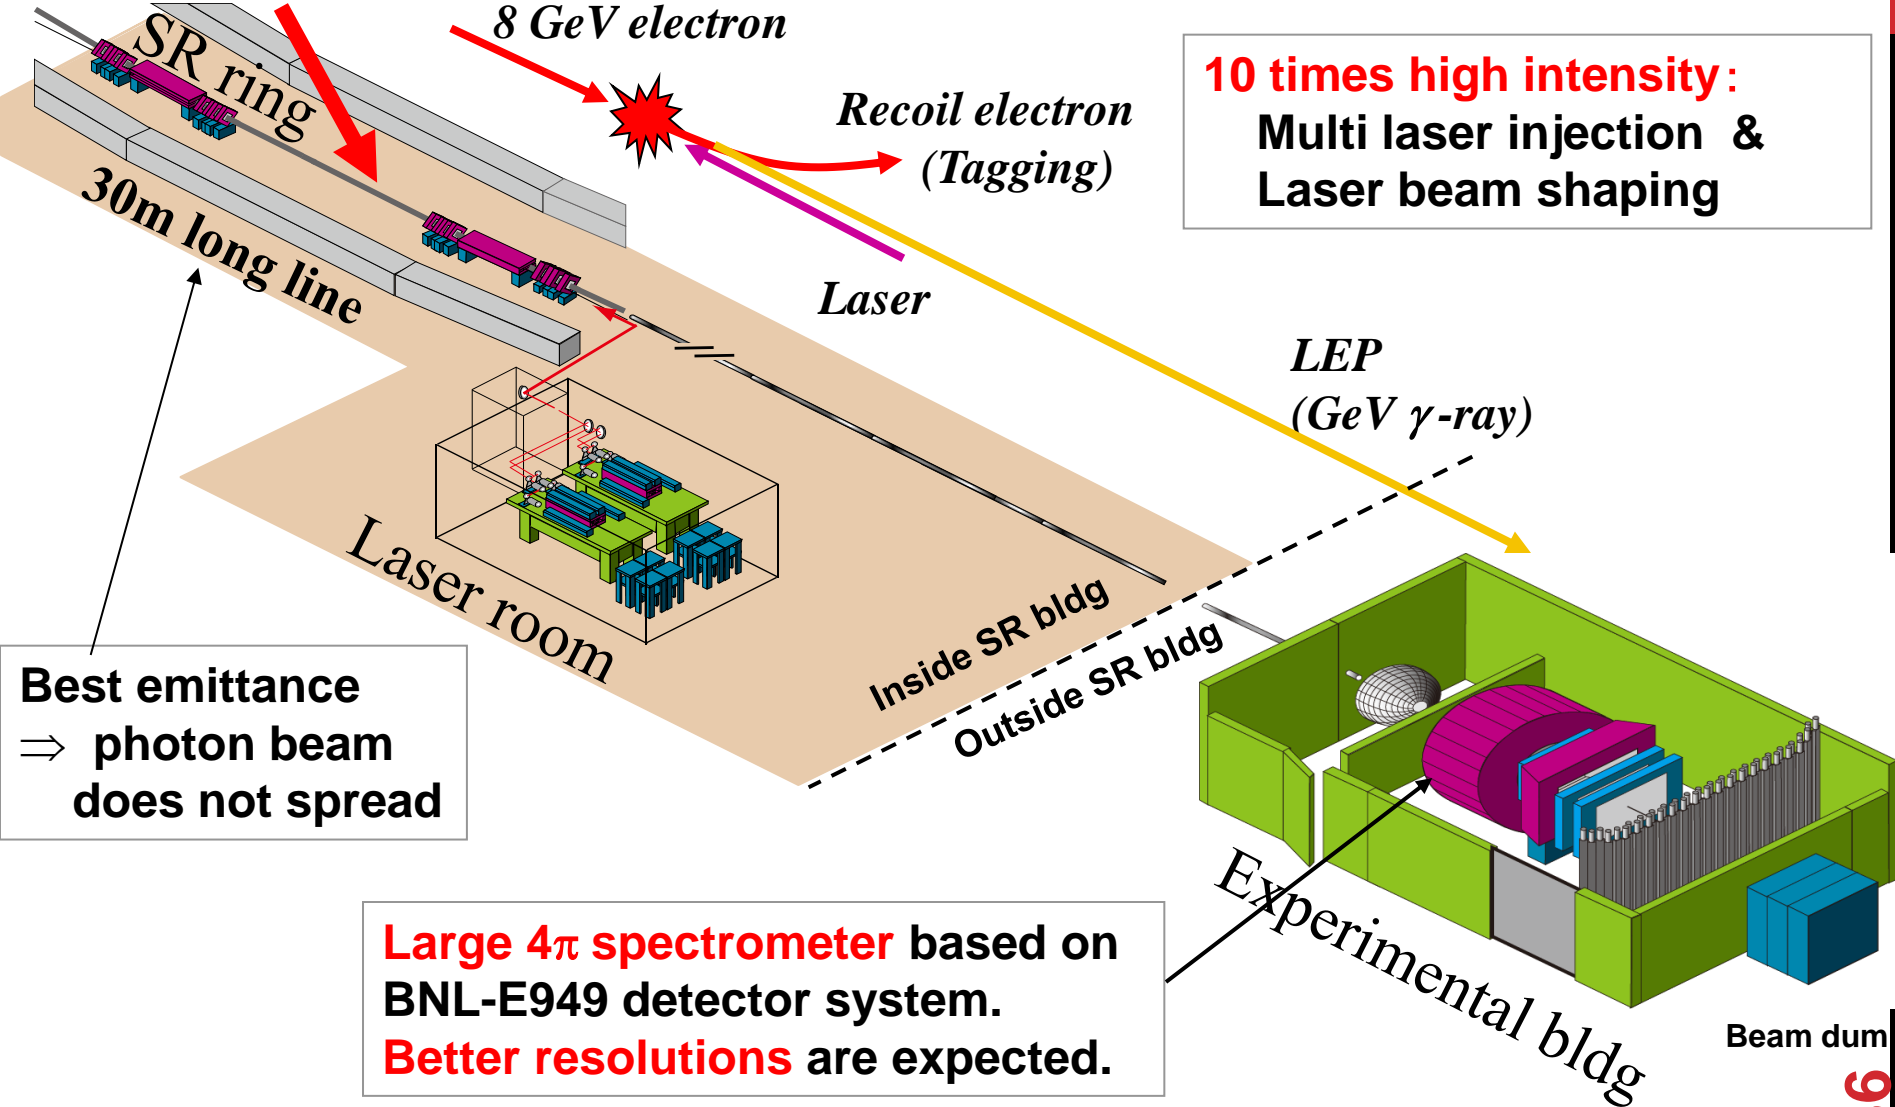 8 GeV electron
SR ring
10 times high intensity:
Multi laser injection &
Laser beam shaping
Recoil electron
(Tagging)
30m long line
Laser
LEP
(GeV γ-ray)
Laser room
Inside SR bldg
Outside SR bldg
Best emittance
⇒ photon beam
does not spread
Large 4π spectrometer based on
BNL-E949 detector system.
Better resolutions are expected.
Experimental bldg
Beam dum